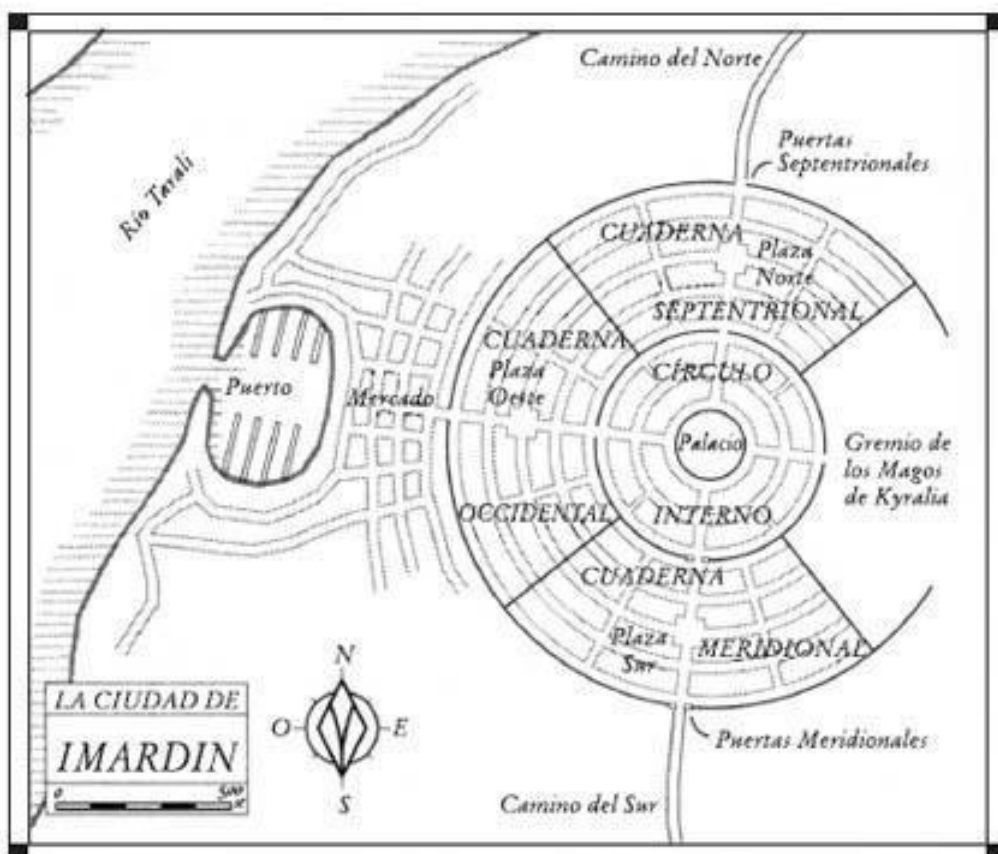 Camino del Norte
Puertas
Septentrionales
Río Tarali
CUADERNA
Plaza
Norte
SEPTENTRIONAL
CUADERNA
Plaza
Oeste
CÍRCULO
Puerto
Mercado
Palacio
Gremio de
los Magos
de Kyralia
OCCIDENTAL
INTERNO
CUADERNA
Plaza
Sur
MERIDIONAL
N
O
E
S
LA CIUDAD DE
IMARDIN
0
500
Puertas Meridionales
Camino del Sur